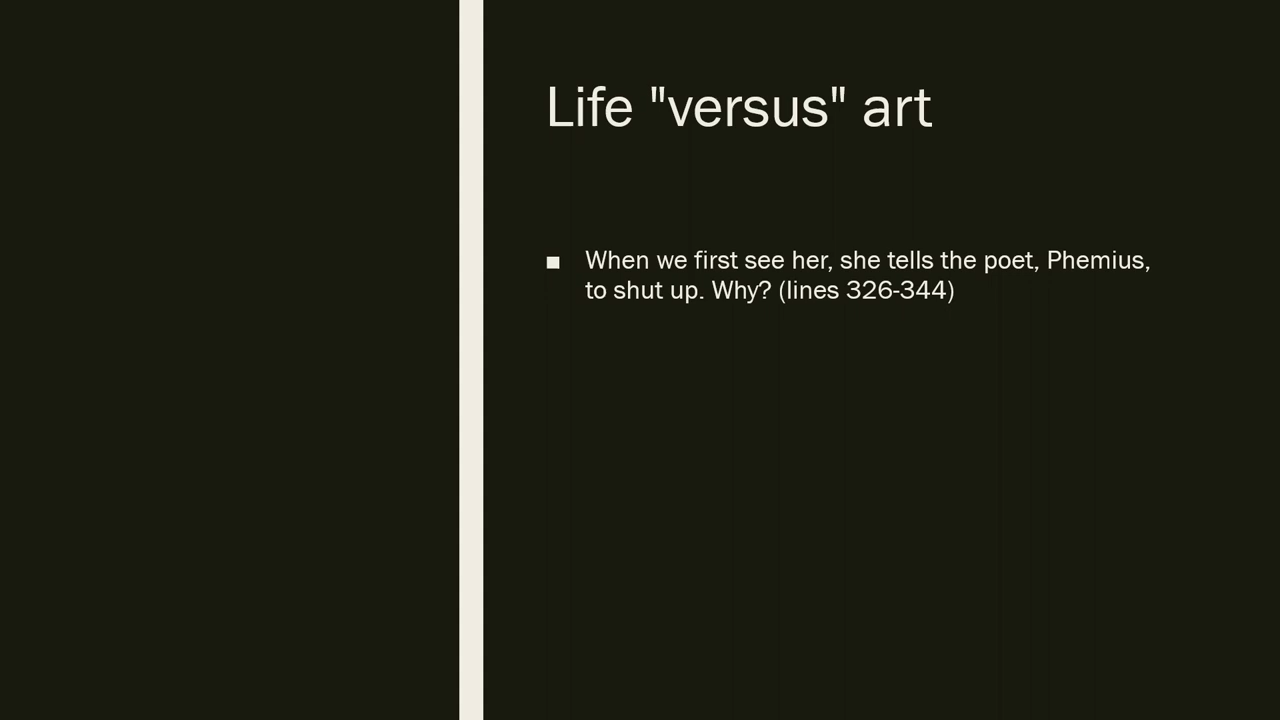 Life "versus" art
■ When we first see her, she tells the poet, Phemius,
to shut up. Why? (lines 326-344)